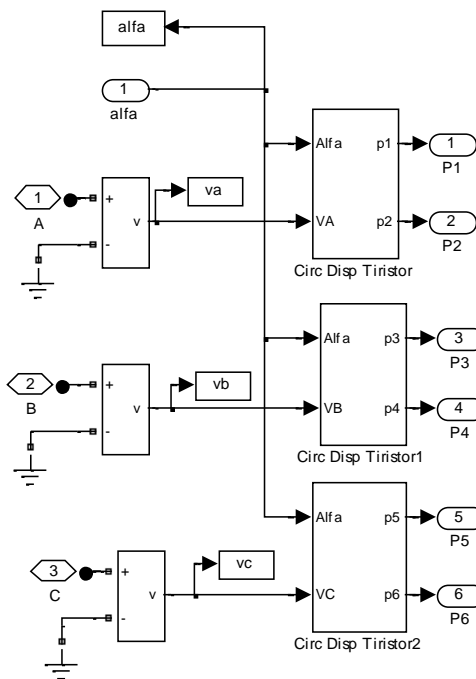 alfa
1
alfa
Alfa
p1
1
P1
1
A
+
-
v
va
VA
p2
2
P2
Circ Disp Tiristor
Alfa
p3
3
P3
2
B
+
-
v
vb
VB
p4
4
P4
Circ Disp Tiristor1
Alfa
p5
5
P5
3
C
+
-
v
vc
VC
p6
6
P6
Circ Disp Tiristor2